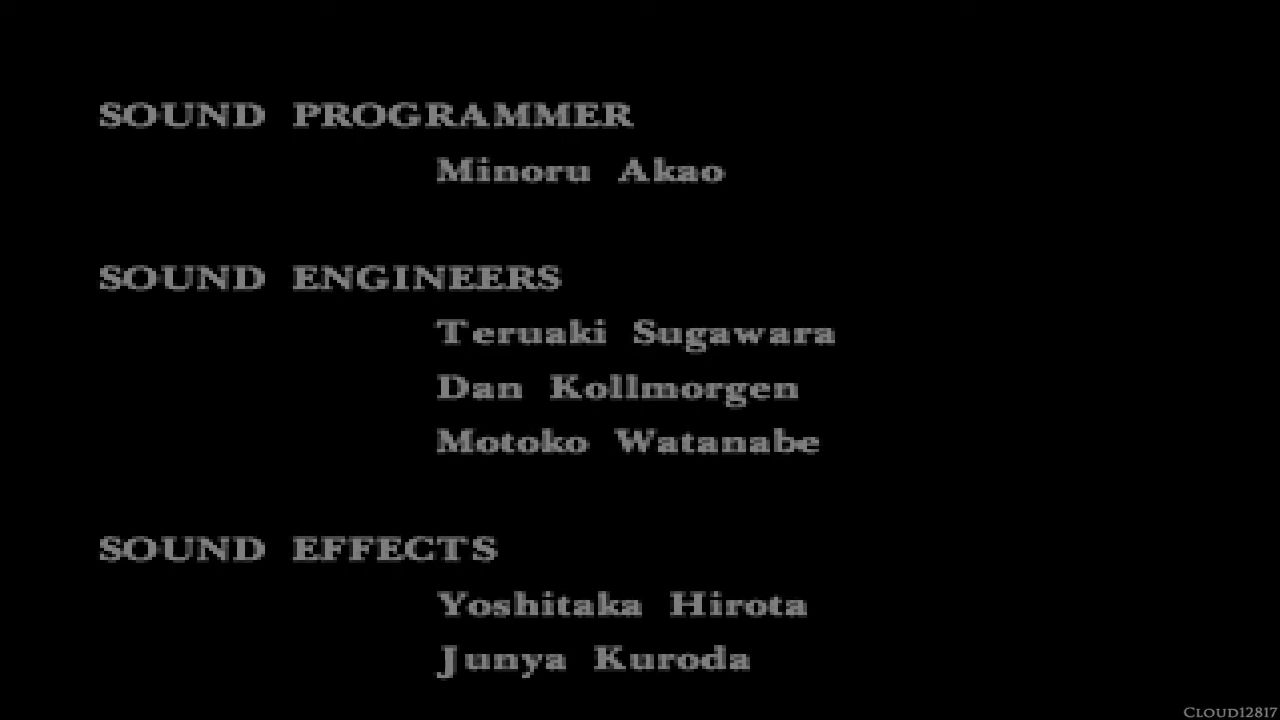 SOUND PROGRAMMER
Minoru Akao
SOUND ENGINEERS
Teruaki Sugawara
Dan Kollmorgen
Motoko Watanabe
SOUND EFFECTS
Yoshitaka Hirota
Junya Kuroda
CLOUD12817